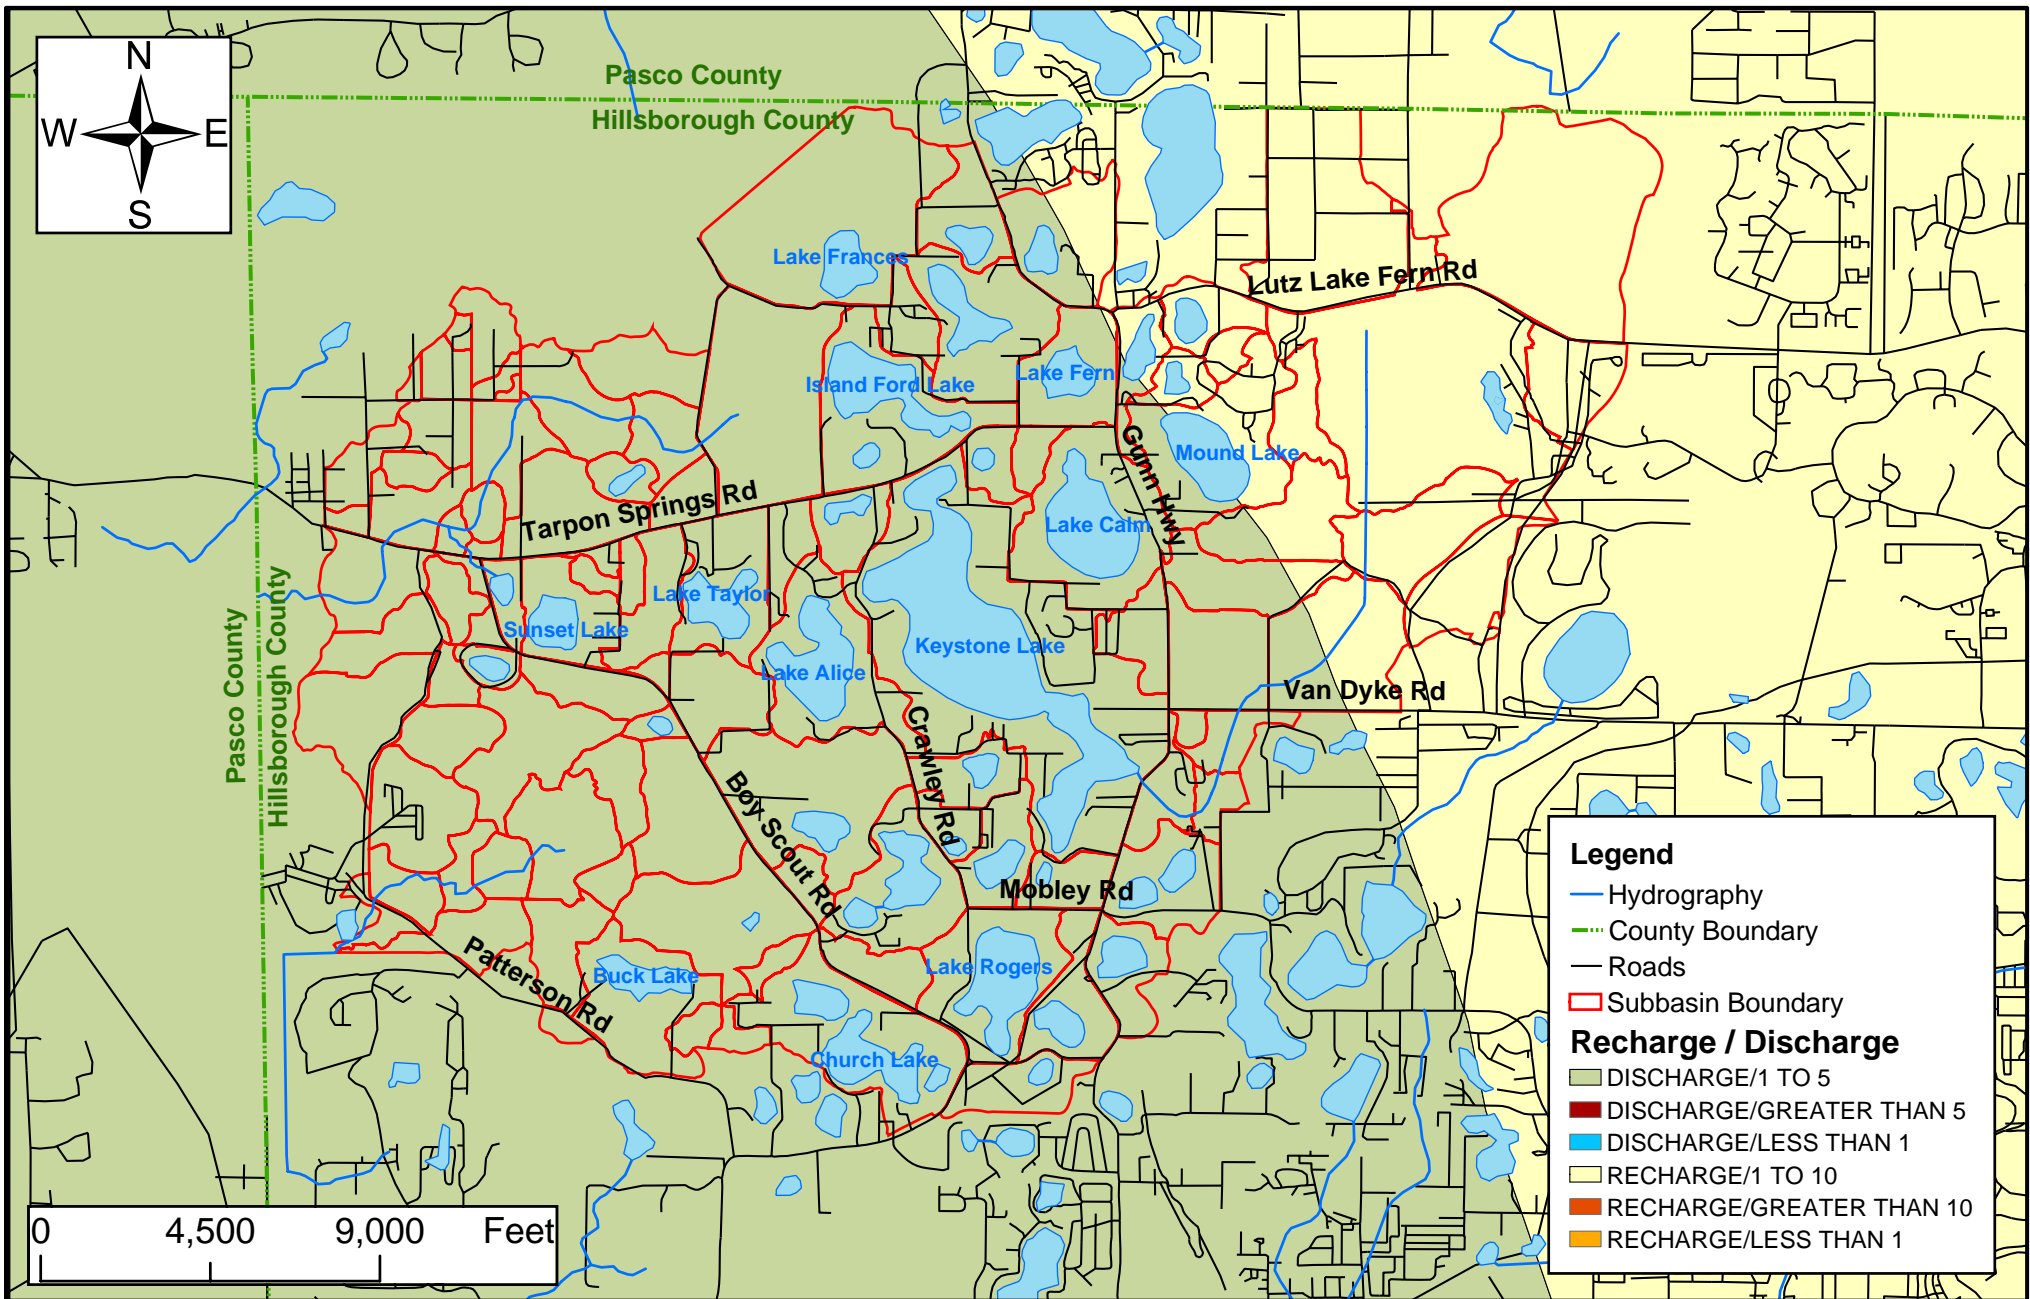 N
W E
S
Pasco County
Hillsborough County
Lake Frances
Lutz Lake Fern Rd
Island Ford Lake
Lake Fern
Gunn Hwy
Mound Lake
Tarpon Springs Rd
Lake Calm
Pasco County
Hillsborough County
Lake Taylor
Sunset Lake
Keystone Lake
Lake Alice
Van Dyke Rd
Crawley Rd
Boy Scout Rd
Mobley Rd
Patterson Rd
Buck Lake
Lake Rogers
Church Lake
Legend
Hydrography
County Boundary
Roads
Subbasin Boundary
Recharge / Discharge
DISCHARGE/1 TO 5
DISCHARGE/GREATER THAN 5
DISCHARGE/LESS THAN 1
RECHARGE/1 TO 10
RECHARGE/GREATER THAN 10
RECHARGE/LESS THAN 1
0 4,500 9,000 Feet